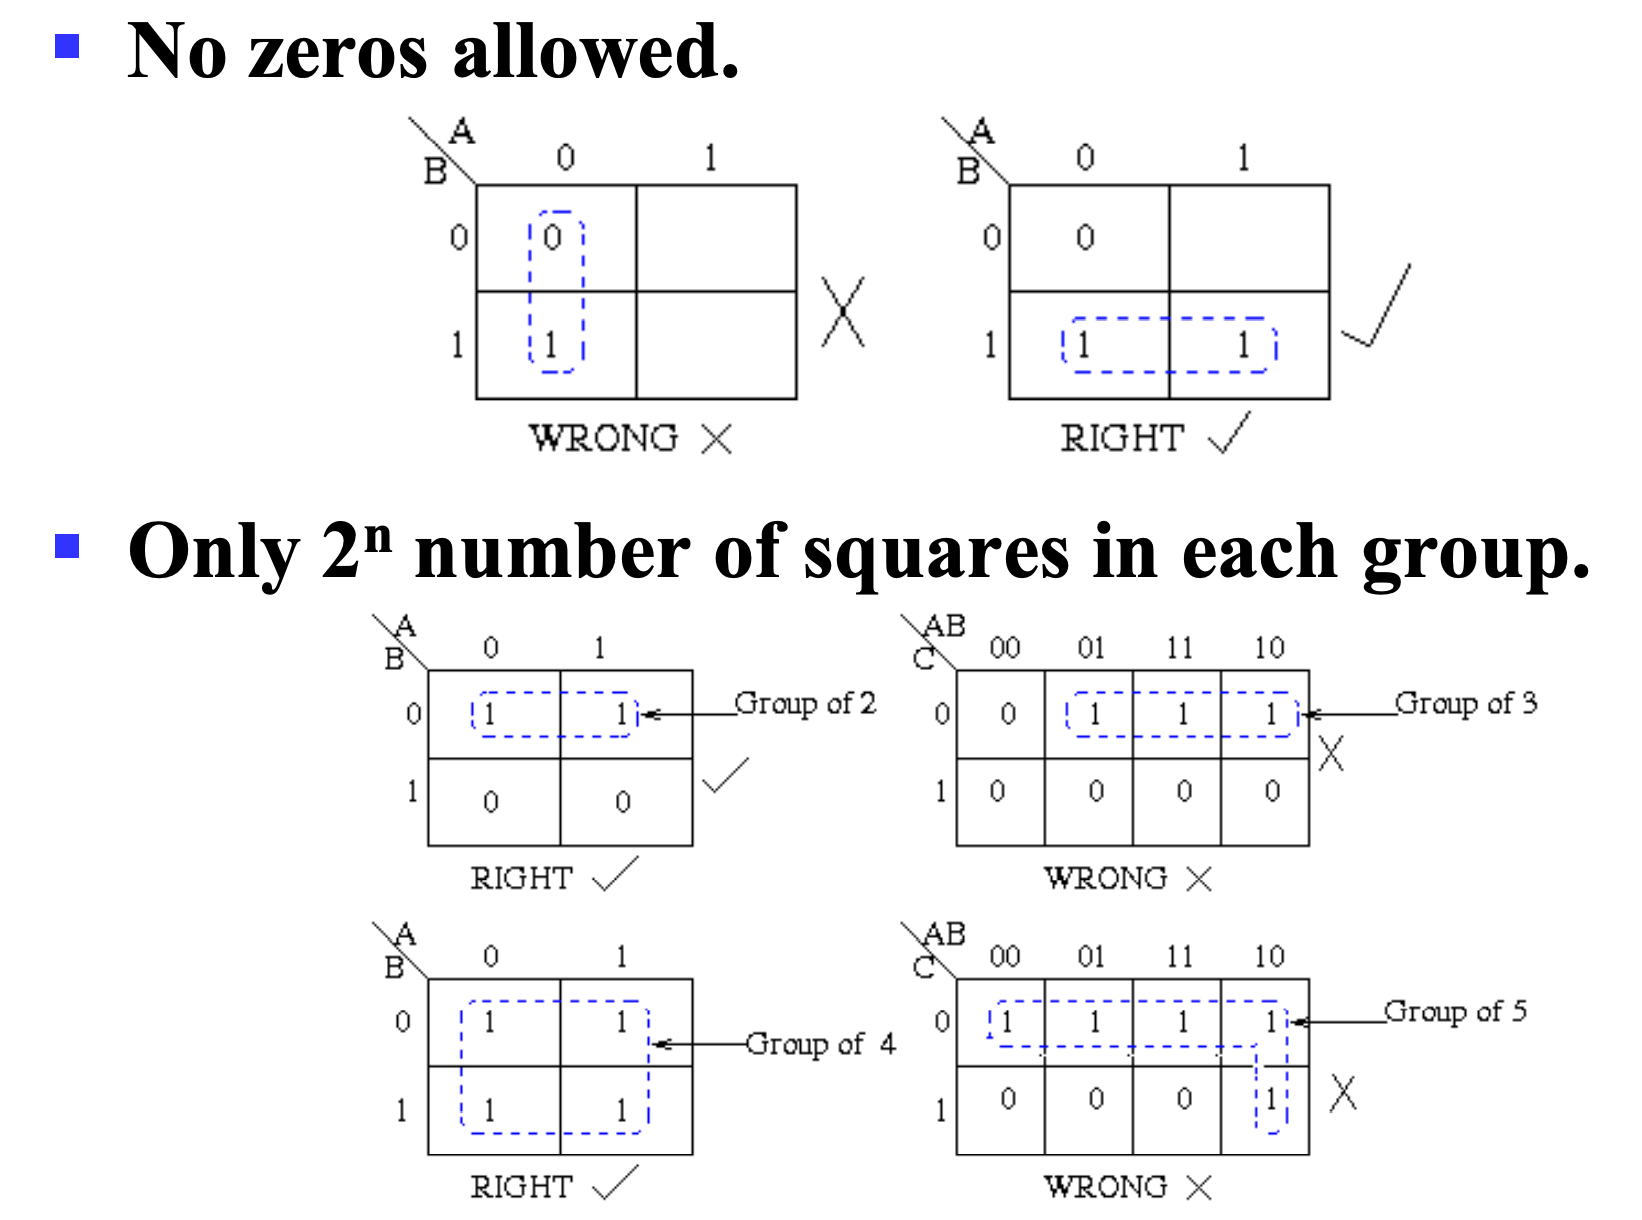 No zeros allowed.
A
B
0 1
0 0
1 1
WRONG
A
B
0 1
0 0
1 1 1
RIGHT
Only 2ⁿ number of squares in each group.
A
B
0 1
0 1 1 Group of 2
1 0 0
RIGHT
AB
C
00 01 11 10
0 0 1 1 1 Group of 3
1 0 0 0 0
WRONG
A
B
0 1
0 1 1
Group of 4
1 1 1
RIGHT
AB
C
00 01 11 10
0 1 1 1 1 Group of 5
1 0 0 0 1
WRONG